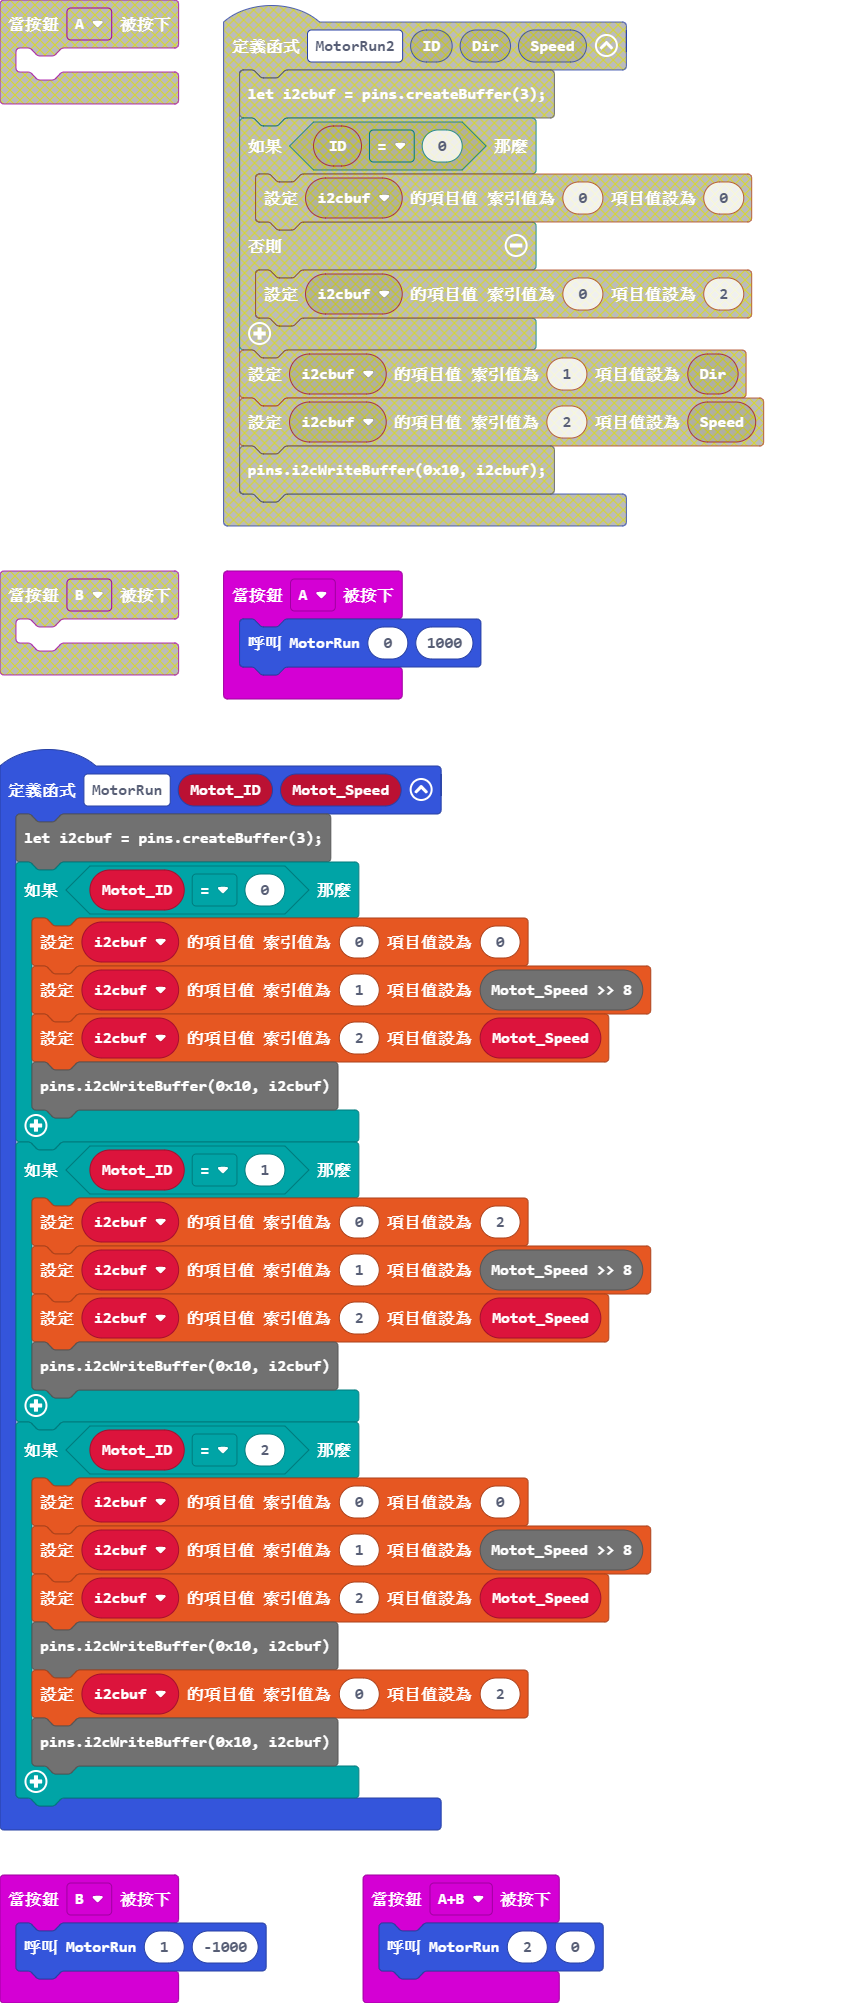 當按鈕 A 被按下
定義函式 MotorRun2 ID Dir Speed
let i2cbuf = pins.createBuffer(3);
如果 ID = 0 那麼
設定 i2cbuf 的項目值 索引值為 0 項目值設為 0
否則
設定 i2cbuf 的項目值 索引值為 0 項目值設為 2
設定 i2cbuf 的項目值 索引值為 1 項目值設為 Dir
設定 i2cbuf 的項目值 索引值為 2 項目值設為 Speed
pins.i2cWriteBuffer(0x10, i2cbuf);
當按鈕 B 被按下
當按鈕 A 被按下
呼叫 MotorRun 0 1000
定義函式 MotorRun Motot_ID Motot_Speed
let i2cbuf = pins.createBuffer(3);
如果 Motot_ID = 0 那麼
設定 i2cbuf 的項目值 索引值為 0 項目值設為 0
設定 i2cbuf 的項目值 索引值為 1 項目值設為 Motot_Speed >> 8
設定 i2cbuf 的項目值 索引值為 2 項目值設為 Motot_Speed
pins.i2cWriteBuffer(0x10, i2cbuf)
如果 Motot_ID = 1 那麼
設定 i2cbuf 的項目值 索引值為 0 項目值設為 2
設定 i2cbuf 的項目值 索引值為 1 項目值設為 Motot_Speed >> 8
設定 i2cbuf 的項目值 索引值為 2 項目值設為 Motot_Speed
pins.i2cWriteBuffer(0x10, i2cbuf)
如果 Motot_ID = 2 那麼
設定 i2cbuf 的項目值 索引值為 0 項目值設為 0
設定 i2cbuf 的項目值 索引值為 1 項目值設為 Motot_Speed >> 8
設定 i2cbuf 的項目值 索引值為 2 項目值設為 Motot_Speed
pins.i2cWriteBuffer(0x10, i2cbuf)
設定 i2cbuf 的項目值 索引值為 0 項目值設為 2
pins.i2cWriteBuffer(0x10, i2cbuf)
當按鈕 B 被按下
呼叫 MotorRun 1 -1000
當按鈕 A+B 被按下
呼叫 MotorRun 2 0